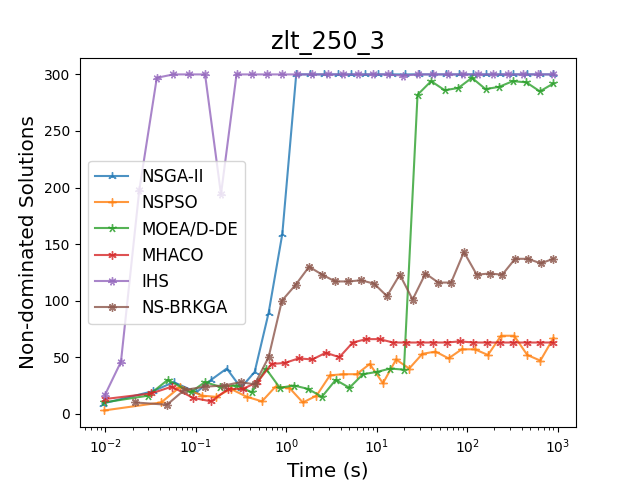 zlt_250_3
Non-dominated Solutions
300
250
200
150
100
50
0
NSGA-II
NSPSO
MOEA/D-DE
MHACO
IHS
NS-BRKGA
10⁻² 10⁻¹ 10⁰ 10¹ 10² 10³
Time (s)